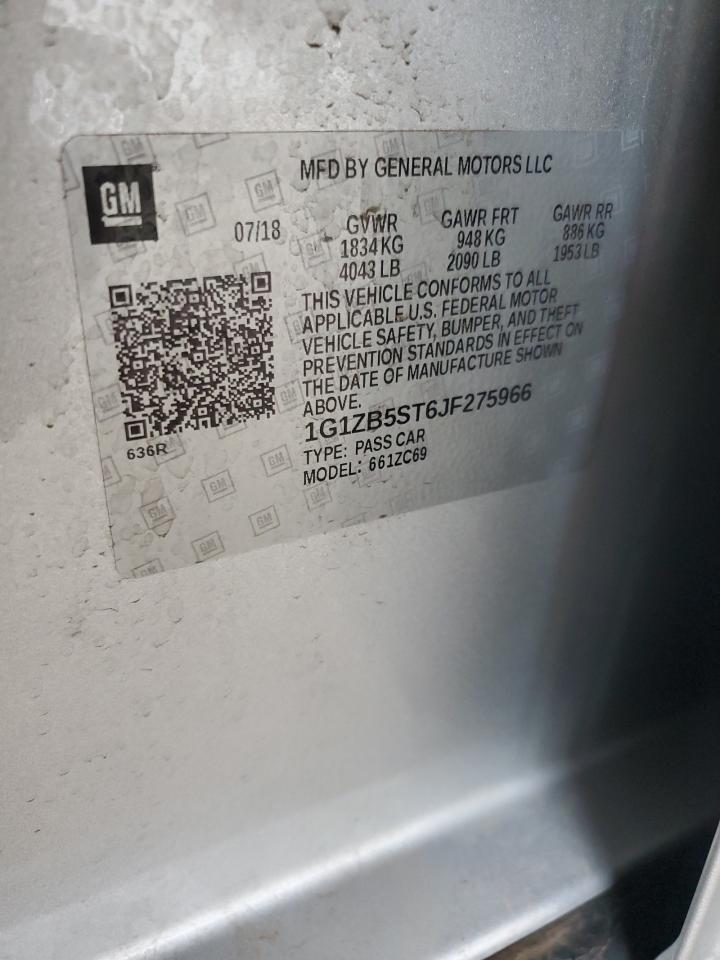 GM
MFD BY GENERAL MOTORS LLC
07/18
GVWR
1834 KG
4043 LB
GAWR FRT
948 KG
2090 LB
GAWR RR
886 KG
1953 LB
THIS VEHICLE CONFORMS TO ALL
APPLICABLE U.S. FEDERAL MOTOR
VEHICLE SAFETY, BUMPER, AND THEFT
PREVENTION STANDARDS IN EFFECT ON
THE DATE OF MANUFACTURE SHOWN
ABOVE.
1G1ZB5ST6JF275966
TYPE: PASS CAR
MODEL: 661ZC69
636R